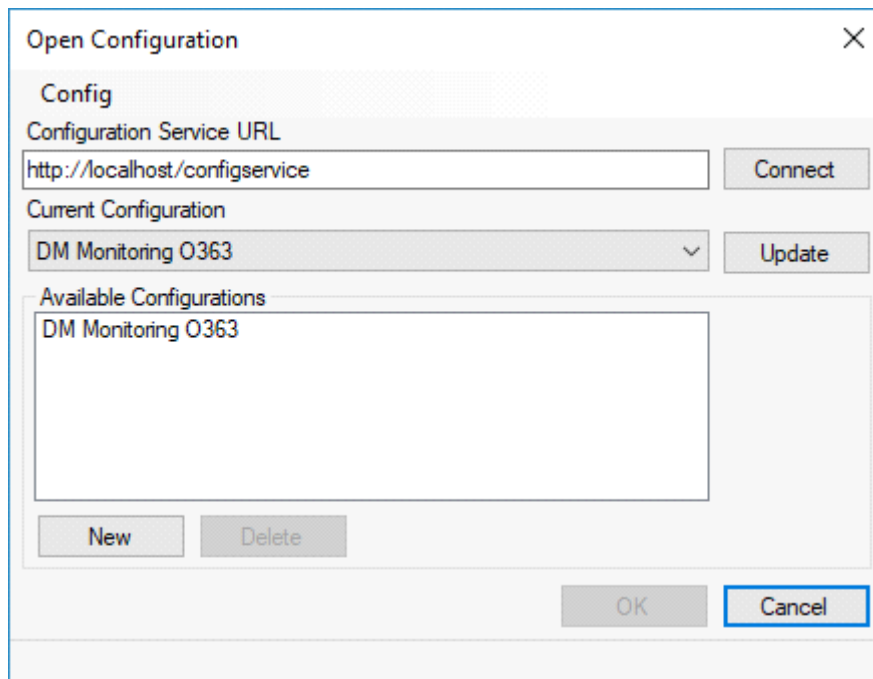 Open Configuration
Config
Configuration Service URL
http://localhost/configservice
Connect
Current Configuration
DM Monitoring O363
Update
Available Configurations
DM Monitoring O363
New
Delete
OK
Cancel